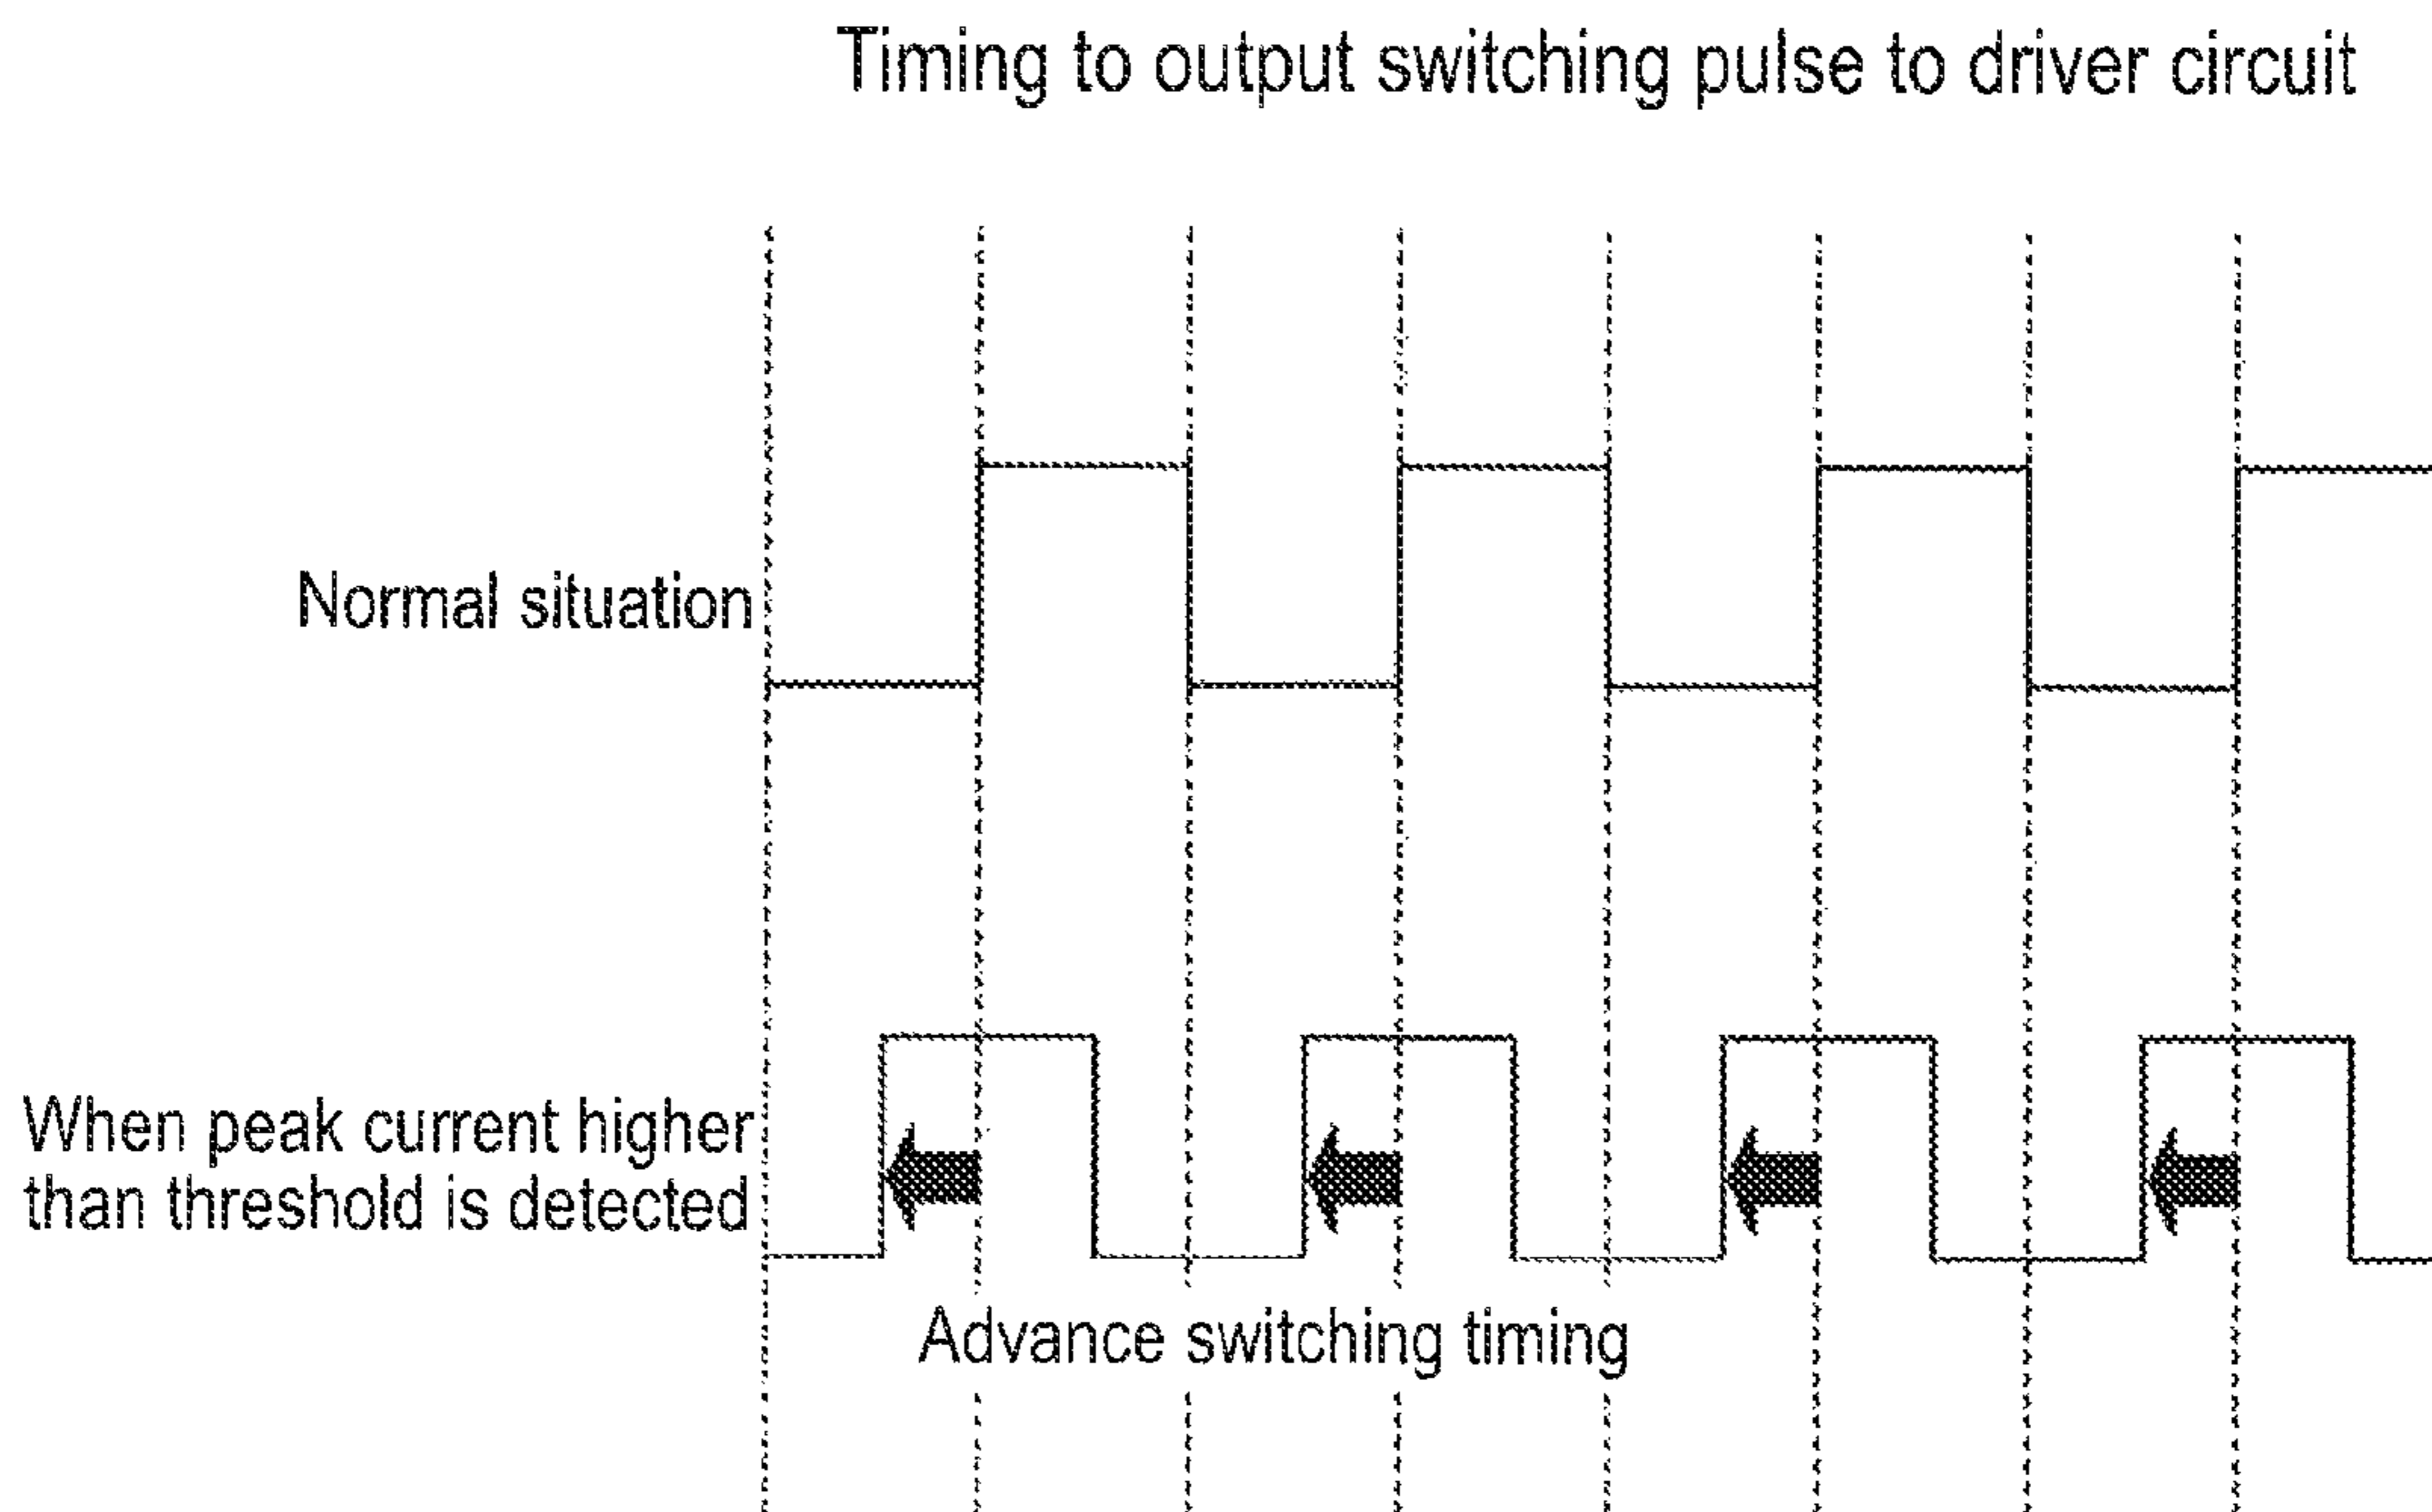 Timing to output switching pulse to driver circuit
Normal situation
When peak current higher
than threshold is detected
Advance switching timing